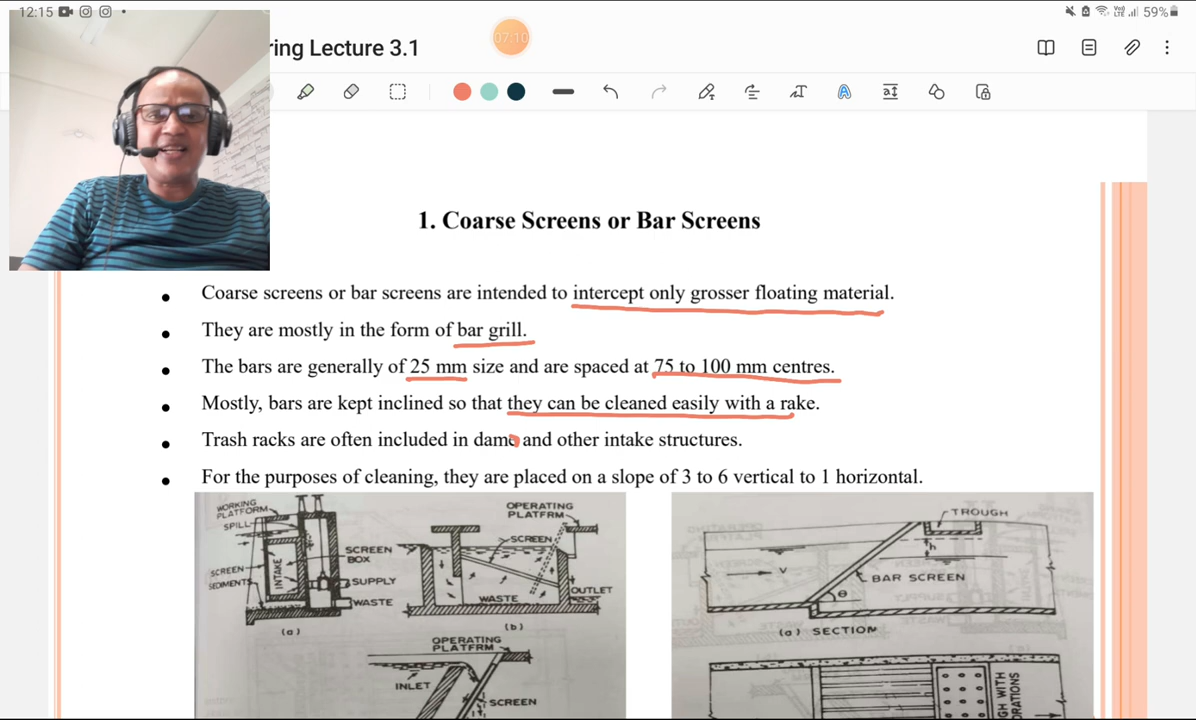 12:15
59%
ring Lecture 3.1
07:10
1. Coarse Screens or Bar Screens
• Coarse screens or bar screens are intended to intercept only grosser floating material.
• They are mostly in the form of bar grill.
• The bars are generally of 25 mm size and are spaced at 75 to 100 mm centres.
• Mostly, bars are kept inclined so that they can be cleaned easily with a rake.
• Trash racks are often included in dams and other intake structures.
• For the purposes of cleaning, they are placed on a slope of 3 to 6 vertical to 1 horizontal.
WORKING
PLATFORM
SPILL
SCREEN
SEDIMENTS
INTAKE
SCREEN
BOX
SUPPLY
WASTE
(a)
OPERATING
PLATFRM
SCREEN
WASTE
OUTLET
(b)
OPERATING
PLATFRM
INLET
SCREEN
TROUGH
h
V
BAR SCREEN
θ
(a) SECTION